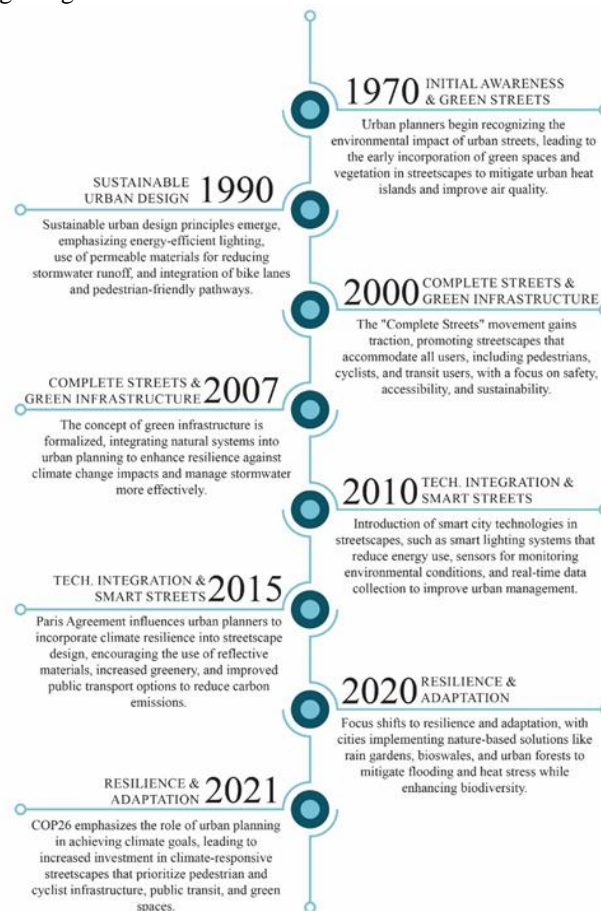 1970 INITIAL AWARENESS
& GREEN STREETS
Urban planners begin recognizing the
environmental impact of urban streets, leading to
the early incorporation of green spaces and
vegetation in streetscapes to mitigate urban heat
islands and improve air quality.
SUSTAINABLE
URBAN DESIGN 1990
Sustainable urban design principles emerge,
emphasizing energy-efficient lighting,
use of permeable materials for reducing
stormwater runoff, and integration of bike lanes
and pedestrian-friendly pathways.
2000 COMPLETE STREETS &
GREEN INFRASTRUCTURE
The "Complete Streets" movement gains
traction, promoting streetscapes that
accommodate all users, including pedestrians,
cyclists, and transit users, with a focus on safety,
accessibility, and sustainability.
COMPLETE STREETS &
GREEN INFRASTRUCTURE 2007
The concept of green infrastructure is
formalized, integrating natural systems into
urban planning to enhance resilience against
climate change impacts and manage stormwater
more effectively.
2010 TECH. INTEGRATION &
SMART STREETS
Introduction of smart city technologies in
streetscapes, such as smart lighting systems that
reduce energy use, sensors for monitoring
environmental conditions, and real-time data
collection to improve urban management.
TECH. INTEGRATION &
SMART STREETS 2015
Paris Agreement influences urban planners to
incorporate climate resilience into streetscape
design, encouraging the use of reflective
materials, increased greenery, and improved
public transport options to reduce carbon
emissions.
2020 RESILIENCE &
ADAPTATION
Focus shifts to resilience and adaptation, with
cities implementing nature-based solutions like
rain gardens, bioswales, and urban forests to
mitigate flooding and heat stress while
enhancing biodiversity.
RESILIENCE &
ADAPTATION 2021
COP26 emphasizes the role of urban planning
in achieving climate goals, leading to
increased investment in climate-responsive
streetscapes that prioritize pedestrian and
cyclist infrastructure, public transit, and green
spaces.